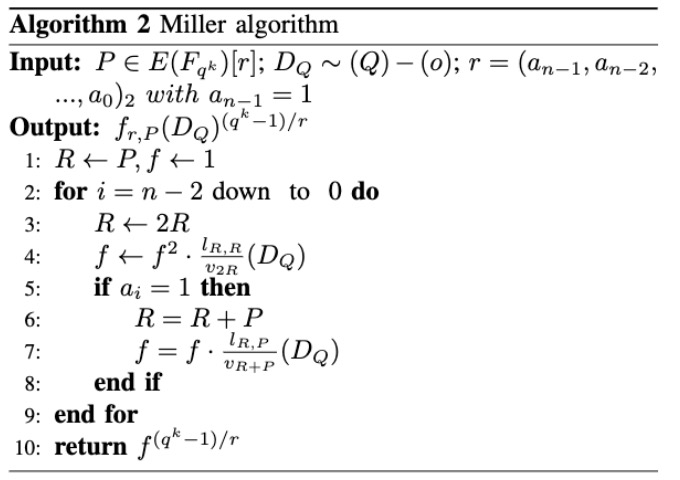 Algorithm 2 Miller algorithm
Input: P ∈ E(F_{q^k})[r]; D_Q ∼ (Q) − (o); r = (a_{n−1}, a_{n−2},
..., a_0)_2 with a_{n−1} = 1
Output: f_{r,P}(D_Q)^{(q^k−1)/r}
1: R ← P, f ← 1
2: for i = n − 2 down to 0 do
3: R ← 2R
4: f ← f^2 · \frac{l_{R,R}}{v_{2R}}(D_Q)
5: if a_i = 1 then
6: R = R + P
7: f = f · \frac{l_{R,P}}{v_{R+P}}(D_Q)
8: end if
9: end for
10: return f^{(q^k−1)/r}